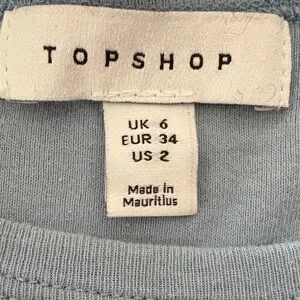 TOPSHOP
UK 6
EUR 34
US 2
Made in
Mauritius